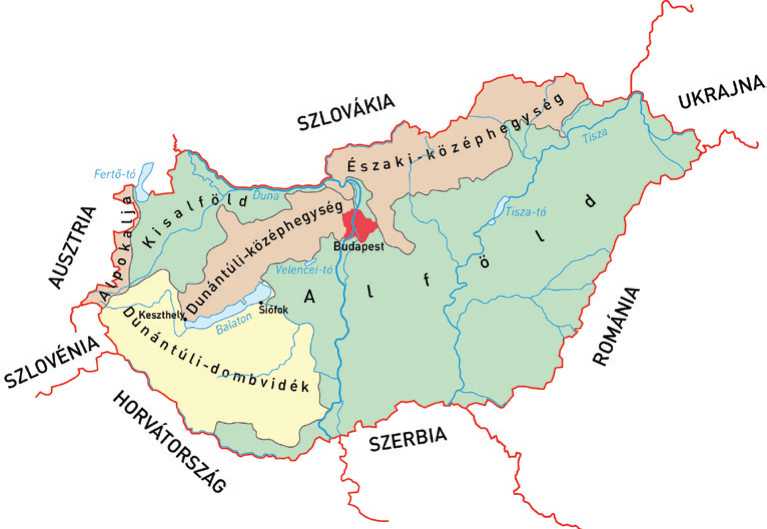 SZLOVÁKIA
UKRAJNA
Északi-középhegység
Tisza
Fertő-tó
Duna
AUSZTRIA
Alpokalja
Kisalföld
Tisza-tó
Budapest
Dunántúli-középhegység
Velencei-tó
Alföld
Keszthely
Siófok
Balaton
ROMÁNIA
SZLOVÉNIA
Dunántúli-dombvidék
HORVÁTORSZÁG
SZERBIA